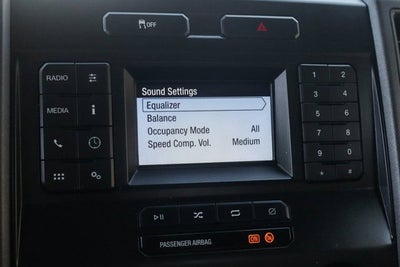 OFF
Sound Settings
RADIO
Equalizer
1 2
Balance
3 4
MEDIA i
Occupancy Mode All
5 6
Speed Comp. Vol. Medium
7 8
9 0
* #
PASSENGER AIRBAG ON